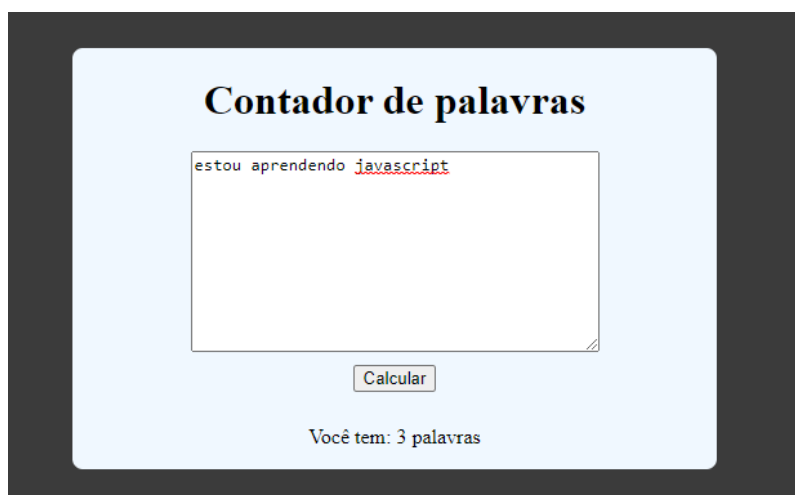 Contador de palavras
estou aprendendo javascript
Calcular
Você tem: 3 palavras